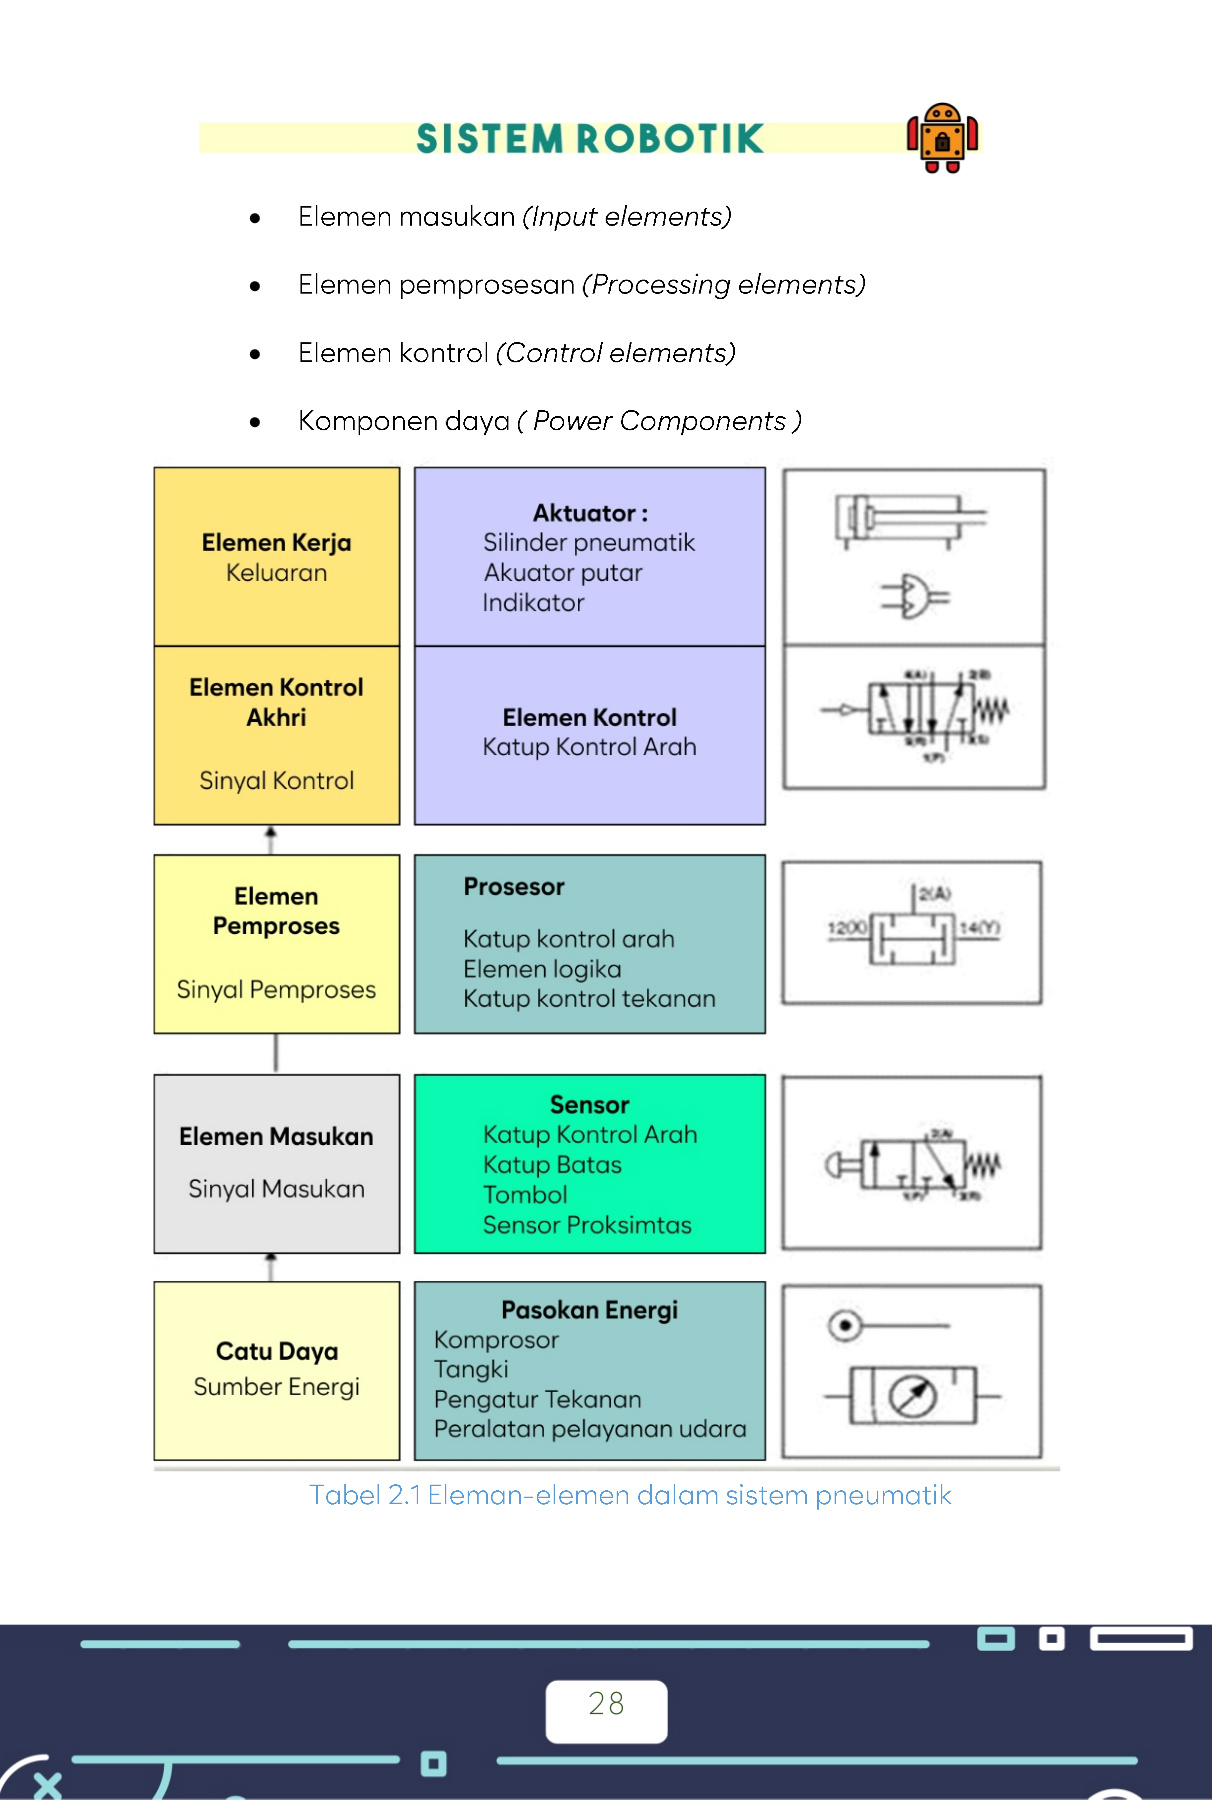 SISTEM ROBOTIK
• Elemen masukan (Input elements)
• Elemen pemprosesan (Processing elements)
• Elemen kontrol (Control elements)
• Komponen daya ( Power Components )
Elemen Kerja
Keluaran
Aktuator :
Silinder pneumatik
Akuator putar
Indikator
Elemen Kontrol
Akhri
Sinyal Kontrol
Elemen Kontrol
Katup Kontrol Arah
4(A)
2(B)
1(P)
Elemen
Pemproses
Sinyal Pemproses
Prosesor
Katup kontrol arah
Elemen logika
Katup kontrol tekanan
2(A)
14(Y)
Elemen Masukan
Sinyal Masukan
Sensor
Katup Kontrol Arah
Katup Batas
Tombol
Sensor Proksimtas
2(A)
1(P)
Catu Daya
Sumber Energi
Pasokan Energi
Komprosor
Tangki
Pengatur Tekanan
Peralatan pelayanan udara
Tabel 2.1 Eleman-elemen dalam sistem pneumatik
28